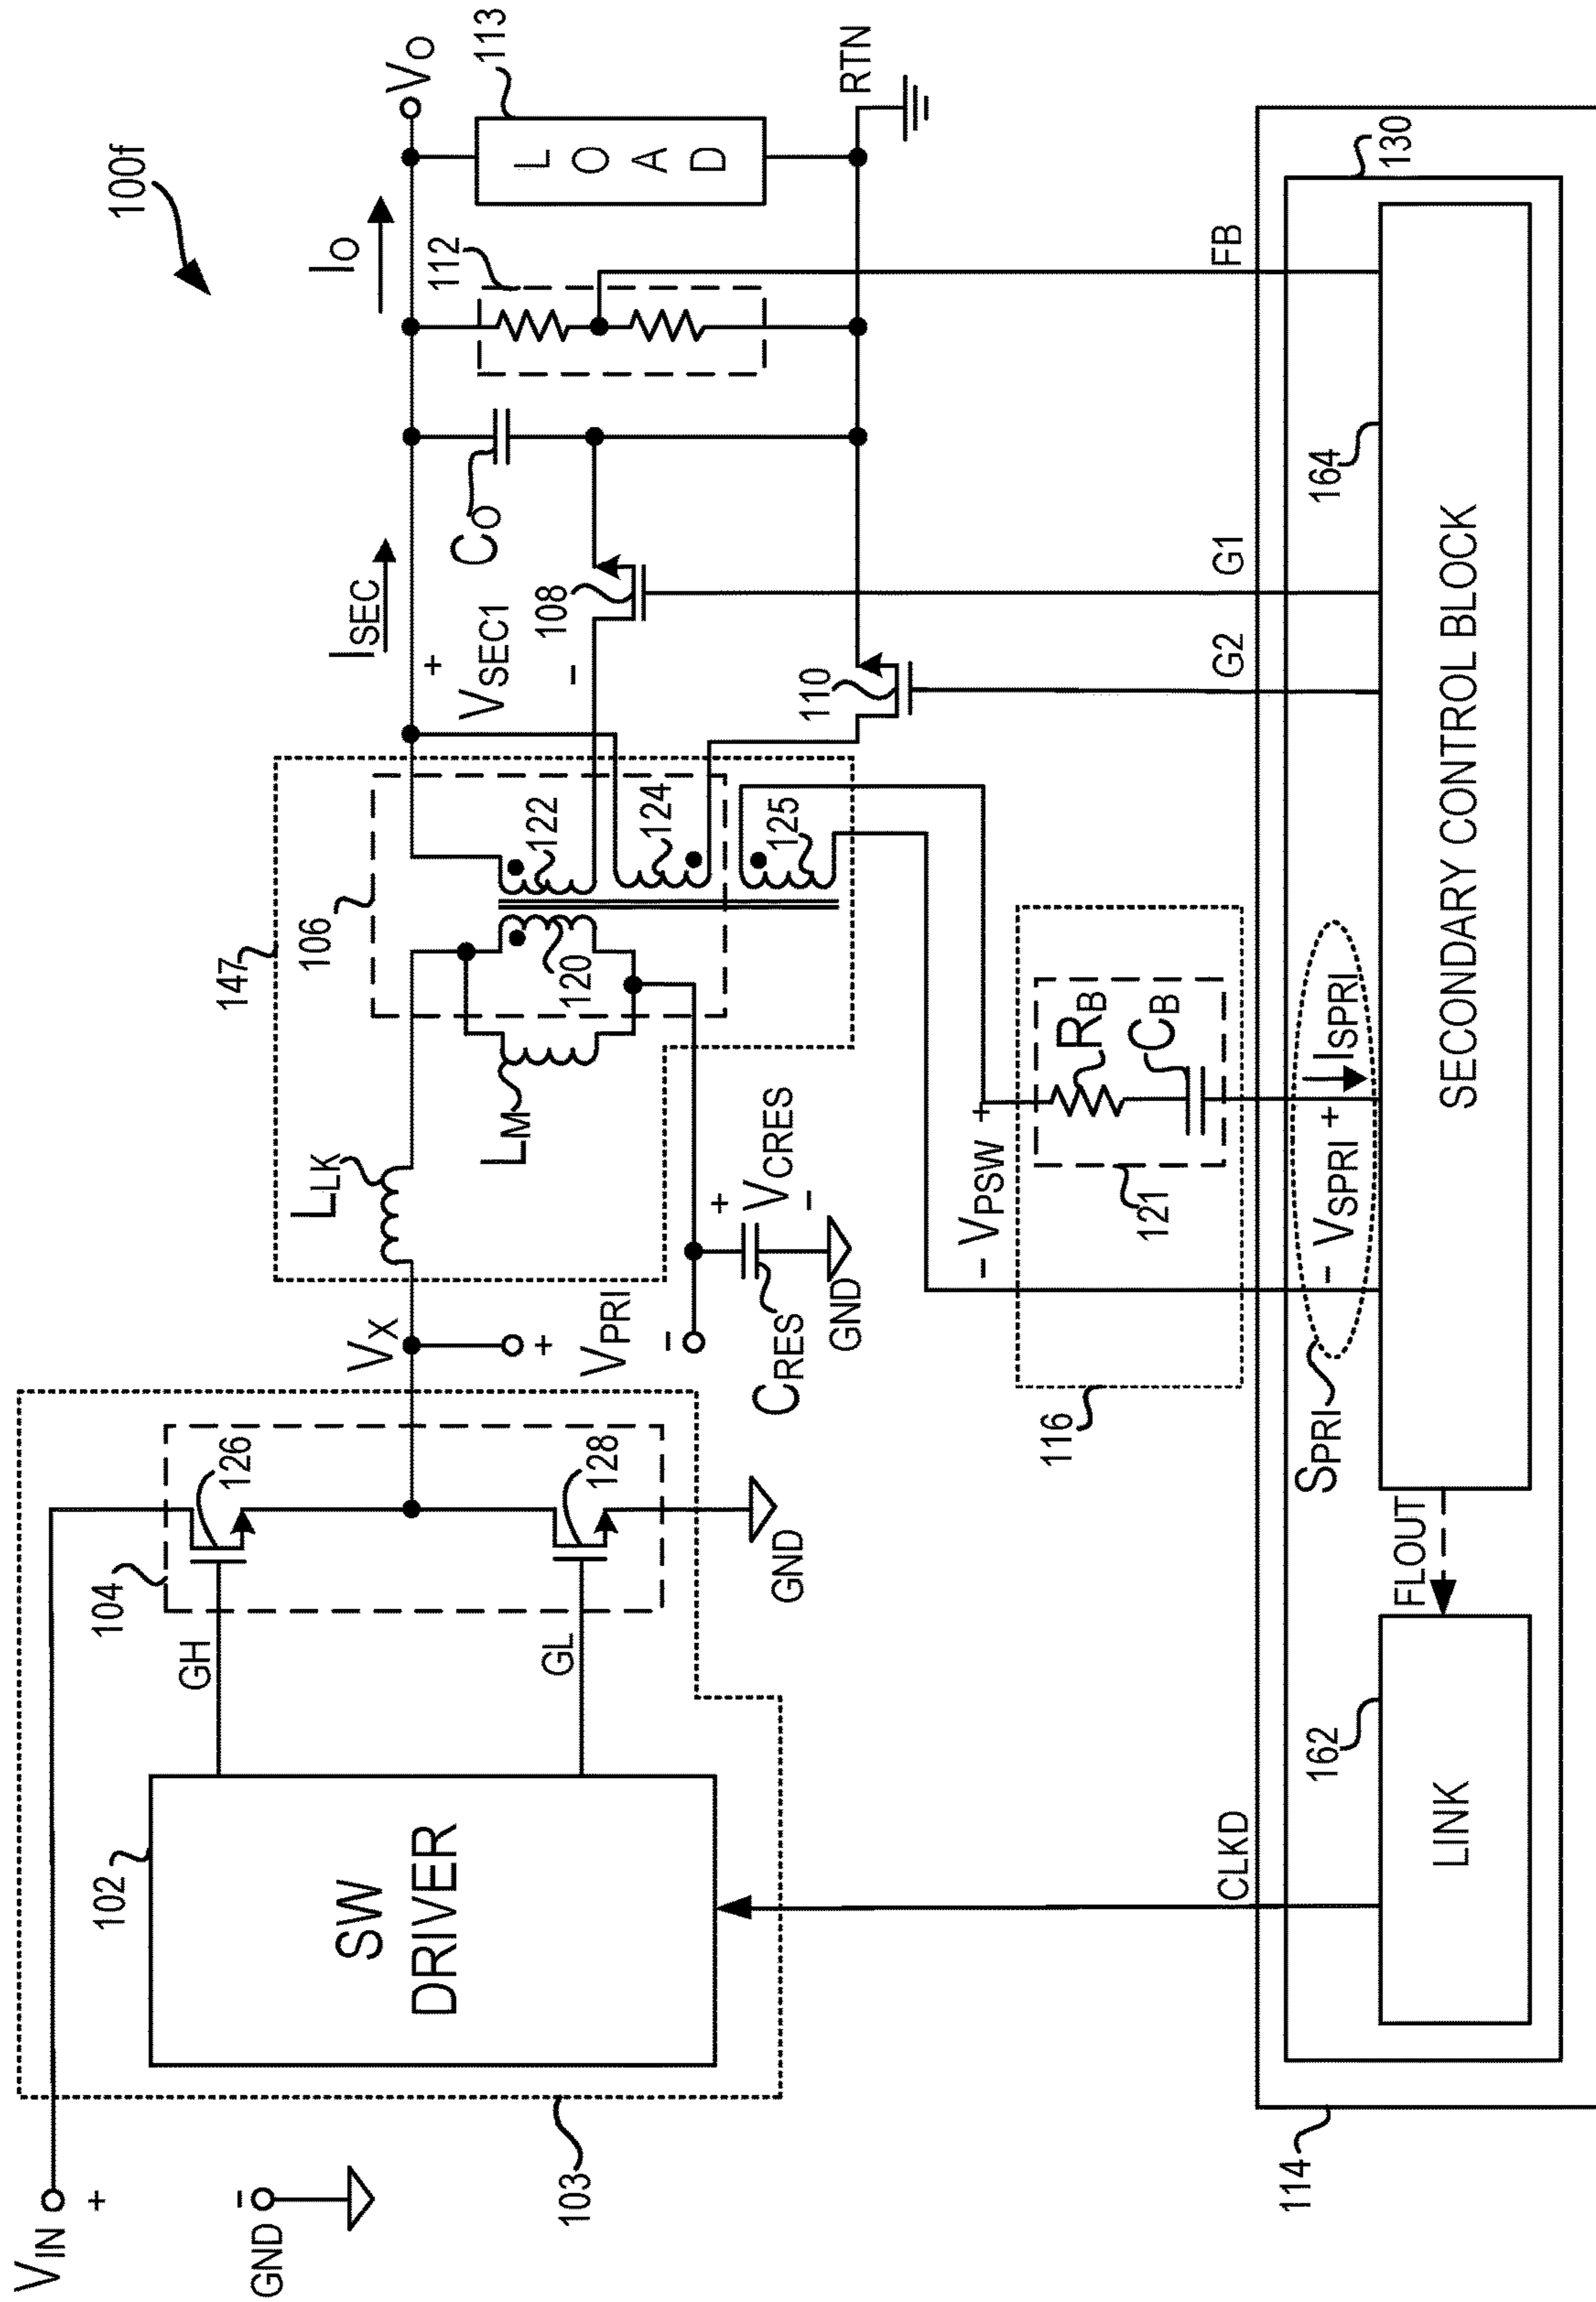 100f
VIN
+
-
GND
103
102
SW
DRIVER
GH
GL
104
126
128
GND
VX
+
VPRI
-
CRES
+
VCRES
-
GND
LLK
LM
147
106
120
122
124
125
ISEC
+
VSEC1
-
108
110
CO
IO
112
113
LOAD
VO
RTN
- VPSW +
116
121
RB
CB
CLKD
G2
G1
FB
SPRI
- VSPRI +
ISPRI
114
162
LINK
FLOUT
164
SECONDARY CONTROL BLOCK
130